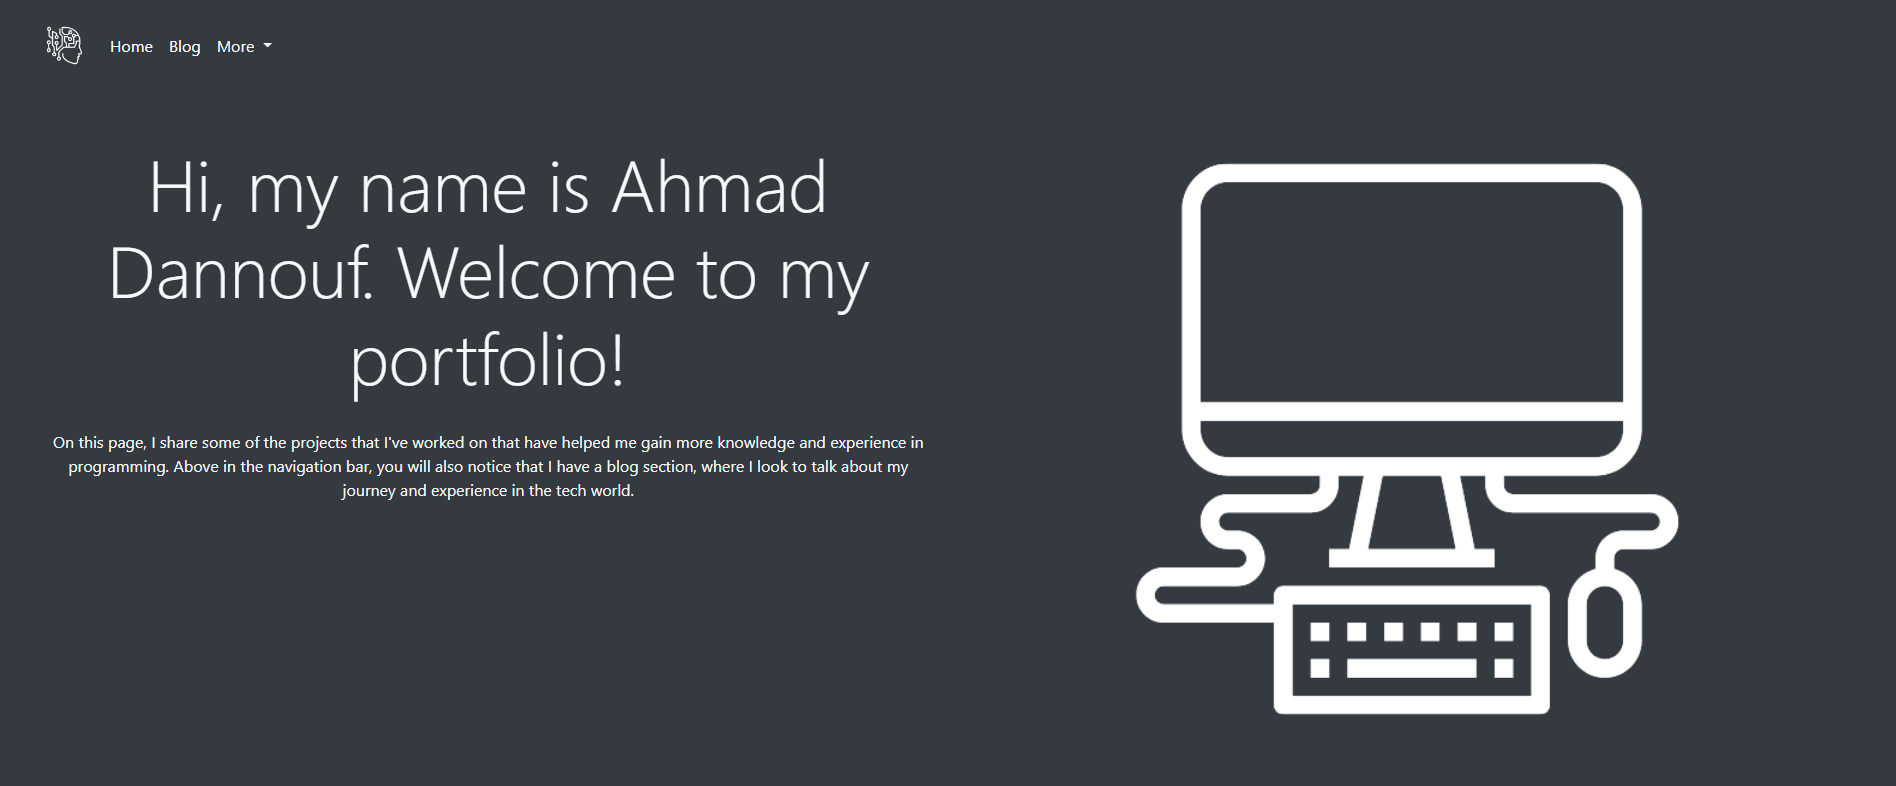 Home Blog More
Hi, my name is Ahmad
Dannouf. Welcome to my
portfolio!
On this page, I share some of the projects that I've worked on that have helped me gain more knowledge and experience in
programming. Above in the navigation bar, you will also notice that I have a blog section, where I look to talk about my
journey and experience in the tech world.